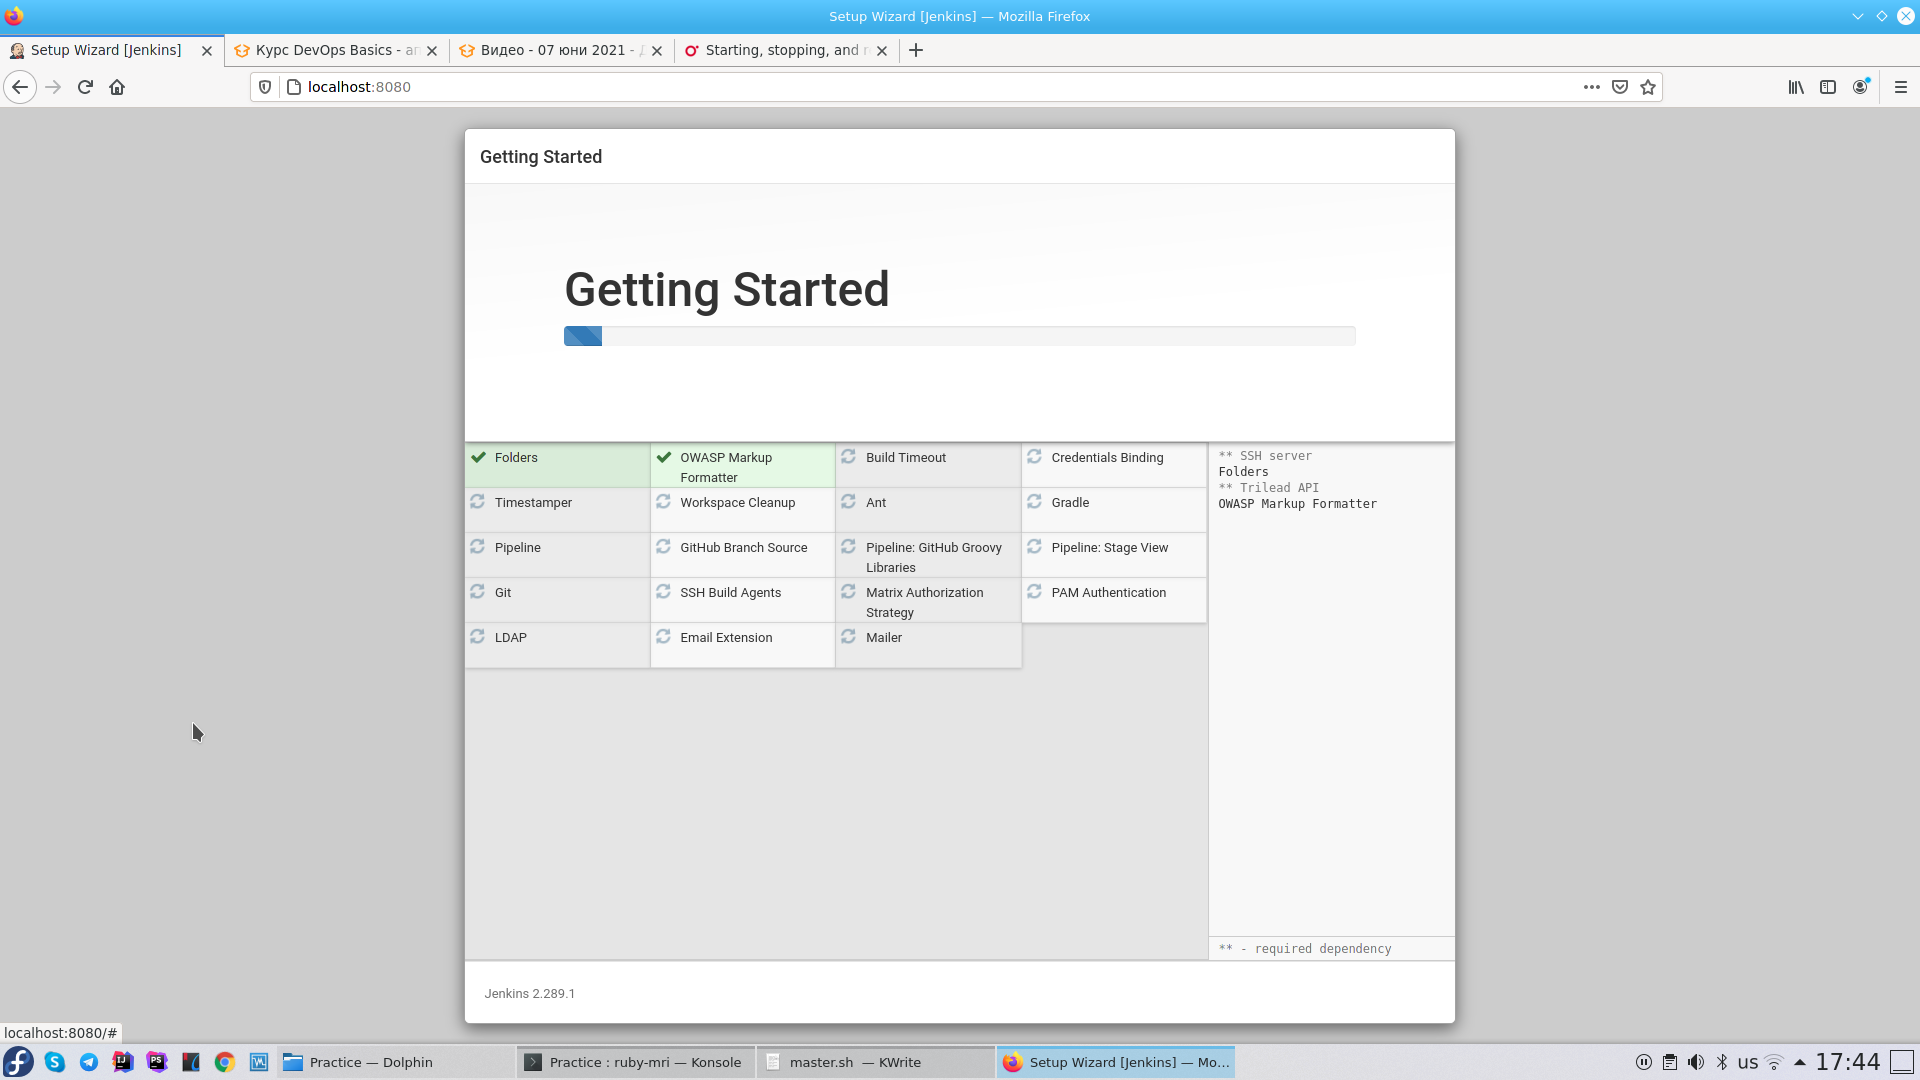 Setup Wizard [Jenkins] — Mozilla Firefox
Setup Wizard [Jenkins]
Курс DevOps Basics -
Видео - 07 юни 2021 -
Starting, stopping, and
localhost:8080
Getting Started
Getting Started
Folders
OWASP Markup
Formatter
Build Timeout
Credentials Binding
Timestamper
Workspace Cleanup
Ant
Gradle
Pipeline
GitHub Branch Source
Pipeline: GitHub Groovy
Libraries
Pipeline: Stage View
Git
SSH Build Agents
Matrix Authorization
Strategy
PAM Authentication
LDAP
Email Extension
Mailer
** SSH server
Folders
** Trilead API
OWASP Markup Formatter
** - required dependency
Jenkins 2.289.1
localhost:8080/#
Practice — Dolphin
Practice : ruby-mri — Konsole
master.sh — KWrite
Setup Wizard [Jenkins] — Mo...
us
17:44